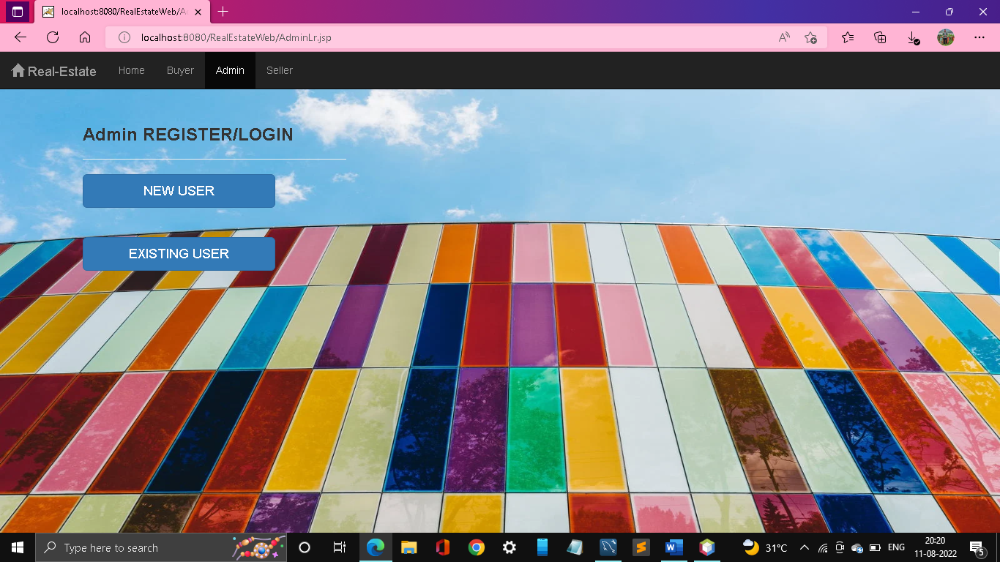 localhost:8080/RealEstateWeb/A
localhost:8080/RealEstateWeb/AdminLr.jsp
Real-Estate Home Buyer Admin Seller
Admin REGISTER/LOGIN
NEW USER
EXISTING USER
Type here to search
31°C ENG 20:20
11-08-2022
5